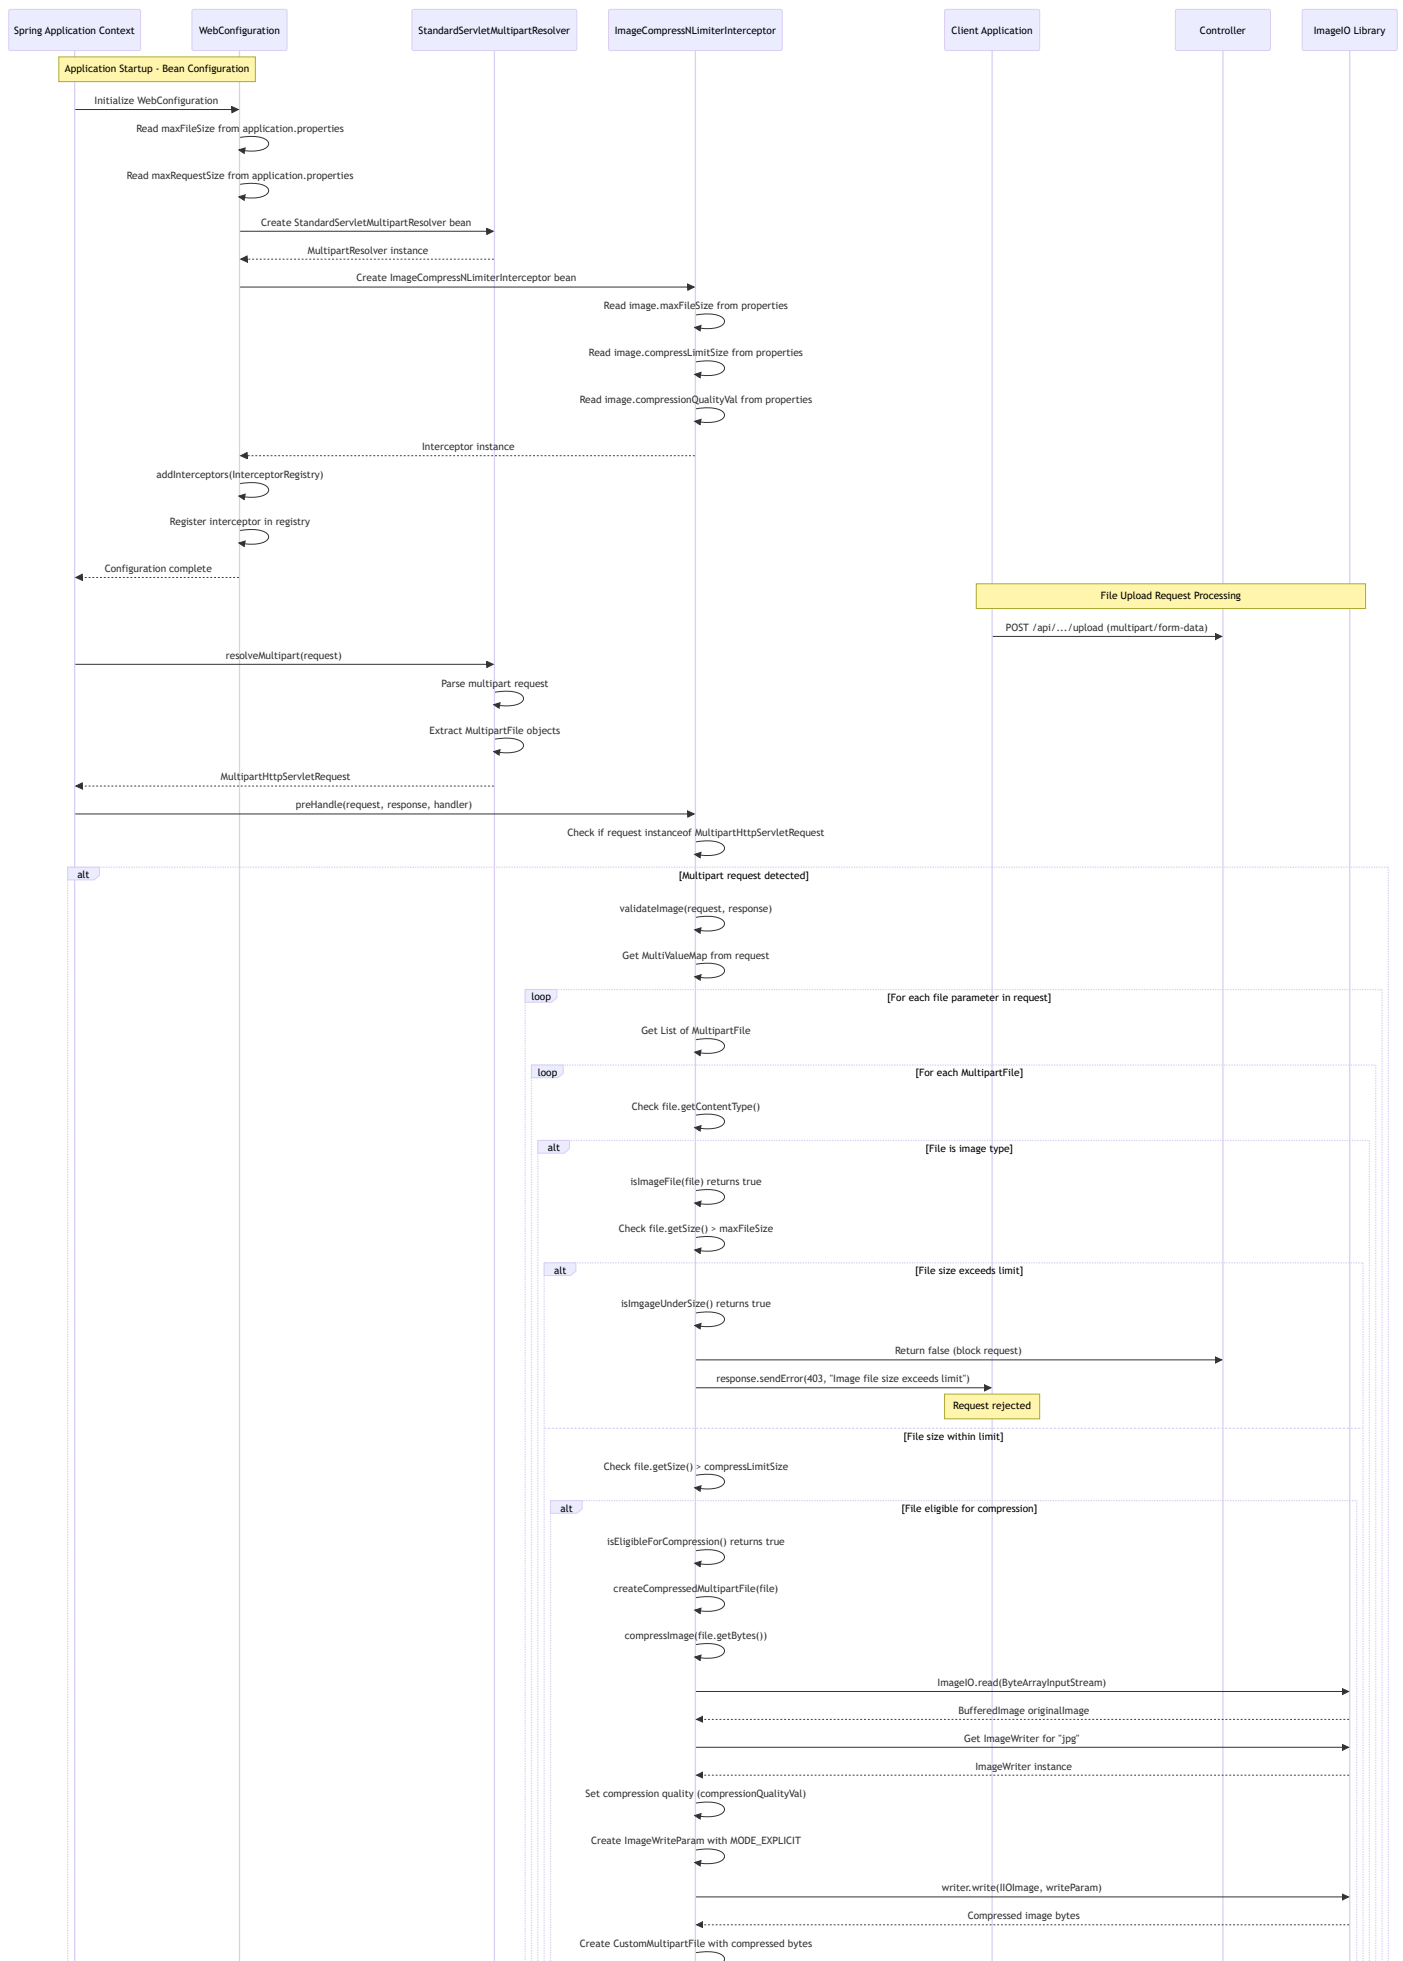 Spring Application Context
WebConfiguration
StandardServletMultipartResolver
ImageCompressNLimiterInterceptor
Client Application
Controller
ImageIO Library
Application Startup - Bean Configuration
Initialize WebConfiguration
Read maxFileSize from application.properties
Read maxRequestSize from application.properties
Create StandardServletMultipartResolver bean
MultipartResolver instance
Create ImageCompressNLimiterInterceptor bean
Read image.maxFileSize from properties
Read image.compressLimitSize from properties
Read image.compressionQualityVal from properties
Interceptor instance
addInterceptors(InterceptorRegistry)
Register interceptor in registry
Configuration complete
File Upload Request Processing
POST /api/.../upload (multipart/form-data)
resolveMultipart(request)
Parse multipart request
Extract MultipartFile objects
MultipartHttpServletRequest
preHandle(request, response, handler)
Check if request instanceof MultipartHttpServletRequest
alt
[Multipart request detected]
validateImage(request, response)
Get MultiValueMap from request
loop
[For each file parameter in request]
Get List of MultipartFile
loop
[For each MultipartFile]
Check file.getContentType()
alt
[File is image type]
isImageFile(file) returns true
Check file.getSize() > maxFileSize
alt
[File size exceeds limit]
isImgageUnderSize() returns true
Return false (block request)
response.sendError(403, "Image file size exceeds limit")
Request rejected
[File size within limit]
Check file.getSize() > compressLimitSize
alt
[File eligible for compression]
isEligibleForCompression() returns true
createCompressedMultipartFile(file)
compressImage(file.getBytes())
ImageIO.read(ByteArrayInputStream)
BufferedImage originalImage
Get ImageWriter for "jpg"
ImageWriter instance
Set compression quality (compressionQualityVal)
Create ImageWriteParam with MODE_EXPLICIT
writer.write(IIOImage, writeParam)
Compressed image bytes
Create CustomMultipartFile with compressed bytes